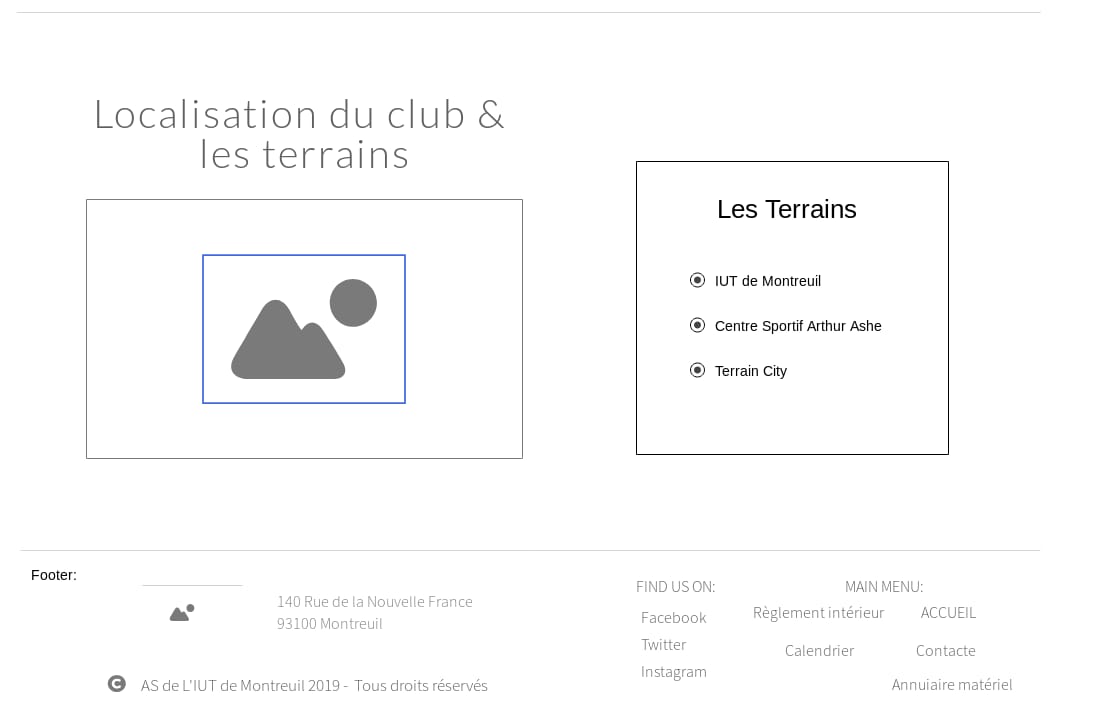 Localisation du club &
les terrains
Les Terrains
IUT de Montreuil
Centre Sportif Arthur Ashe
Terrain City
Footer:
140 Rue de la Nouvelle France
93100 Montreuil
AS de L'IUT de Montreuil 2019 - Tous droits réservés
FIND US ON:
Facebook
Twitter
Instagram
MAIN MENU:
Règlement intérieur ACCUEIL
Calendrier Contacte
Annuiaire matériel